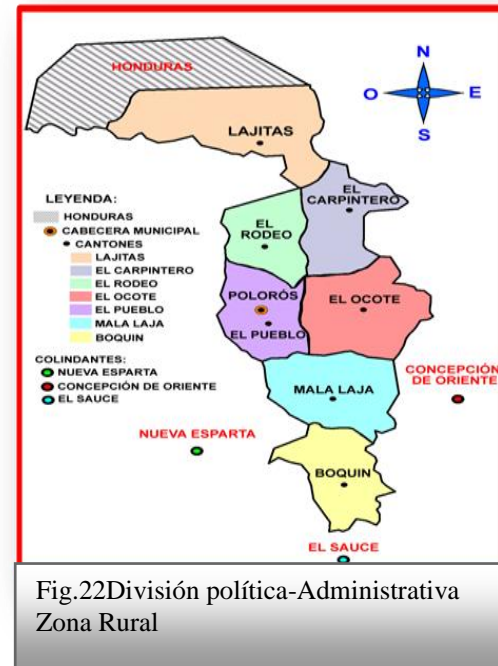 HONDURAS
N
O
E
S
LAJITAS
LEYENDA:
HONDURAS
CABECERA MUNICIPAL
CANTONES
LAJITAS
EL CARPINTERO
EL RODEO
EL OCOTE
EL PUEBLO
MALA LAJA
BOQUIN
COLINDANTES:
NUEVA ESPARTA
CONCEPCIÓN DE ORIENTE
EL SAUCE
EL
CARPINTERO
EL
RODEO
POLORÓS
EL PUEBLO
EL OCOTE
MALA LAJA
CONCEPCIÓN
DE ORIENTE
NUEVA ESPARTA
BOQUIN
EL SAUCE
Fig.22División política-Administrativa
Zona Rural